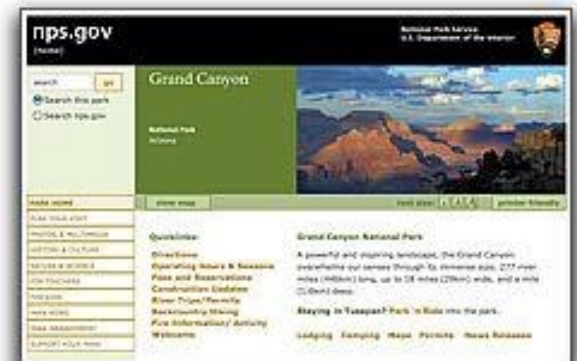 nps.gov
[home]
National Park Service
U.S. Department of the Interior
search
go
Search this park
Search nps.gov
Grand Canyon
National Park
Arizona
view map
text size:
printer friendly
PARK HOME
PLAN YOUR VISIT
PHOTOS & MULTIMEDIA
HISTORY & CULTURE
NATURE & SCIENCE
FOR TEACHERS
FOR KIDS
PARK NEWS
PARK MANAGEMENT
SUPPORT YOUR PARK
Quicklinks:
Directions
Operating Hours & Seasons
Fees and Reservations
Construction Updates
River Trips/Permits
Backcountry Hiking
Fire Information/ Activity
Webcams
Grand Canyon National Park
A powerful and inspiring landscape, the Grand Canyon
overwhelms our senses through its immense size; 277 river
miles (446km) long, up to 18 miles (29km) wide, and a mile
(1.6km) deep.
Staying in Tusayan? Park 'n Ride into the park.
Lodging Camping Maps Permits News Releases